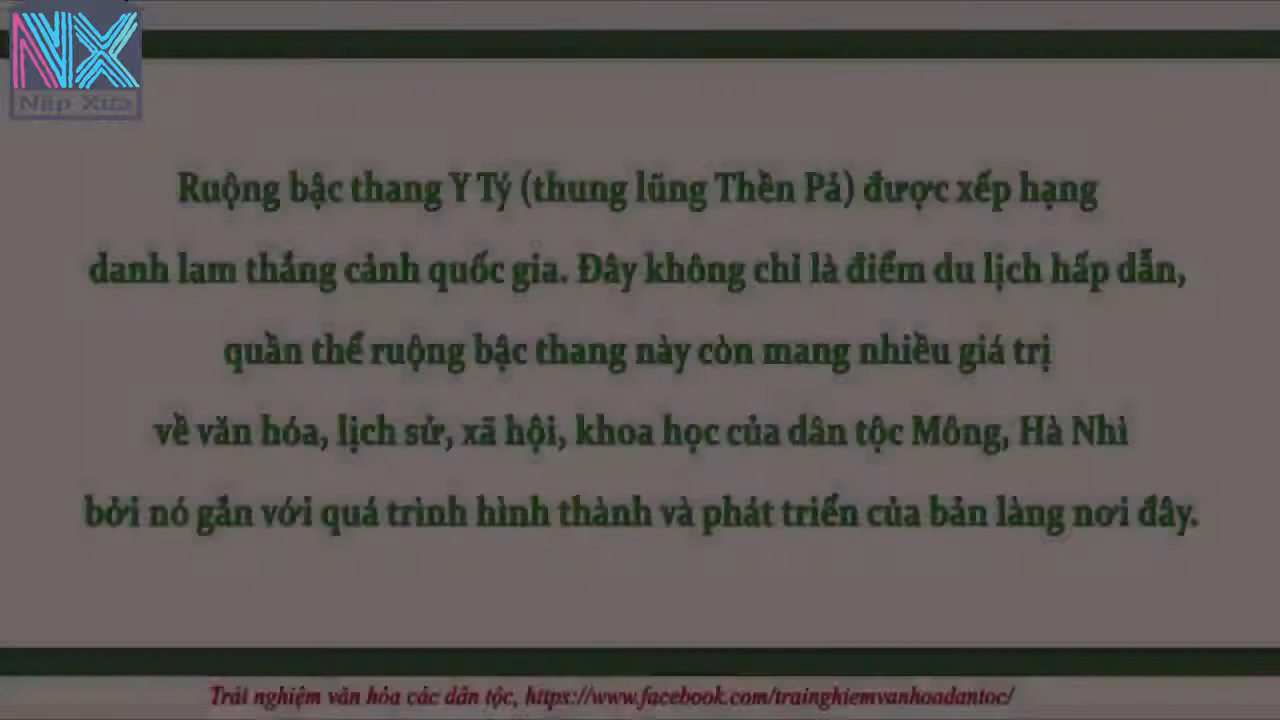 NX
Nếp Xưa
Ruộng bậc thang Y Tý (thung lũng Thền Pả) được xếp hạng
danh lam thắng cảnh quốc gia. Đây không chỉ là điểm du lịch hấp dẫn,
quần thể ruộng bậc thang này còn mang nhiều giá trị
về văn hóa, lịch sử, xã hội, khoa học của dân tộc Mông, Hà Nhì
bởi nó gắn với quá trình hình thành và phát triển của bản làng nơi đây.
Trải nghiệm văn hóa các dân tộc, https://www.facebook.com/trainghiemvanhoadantoc/